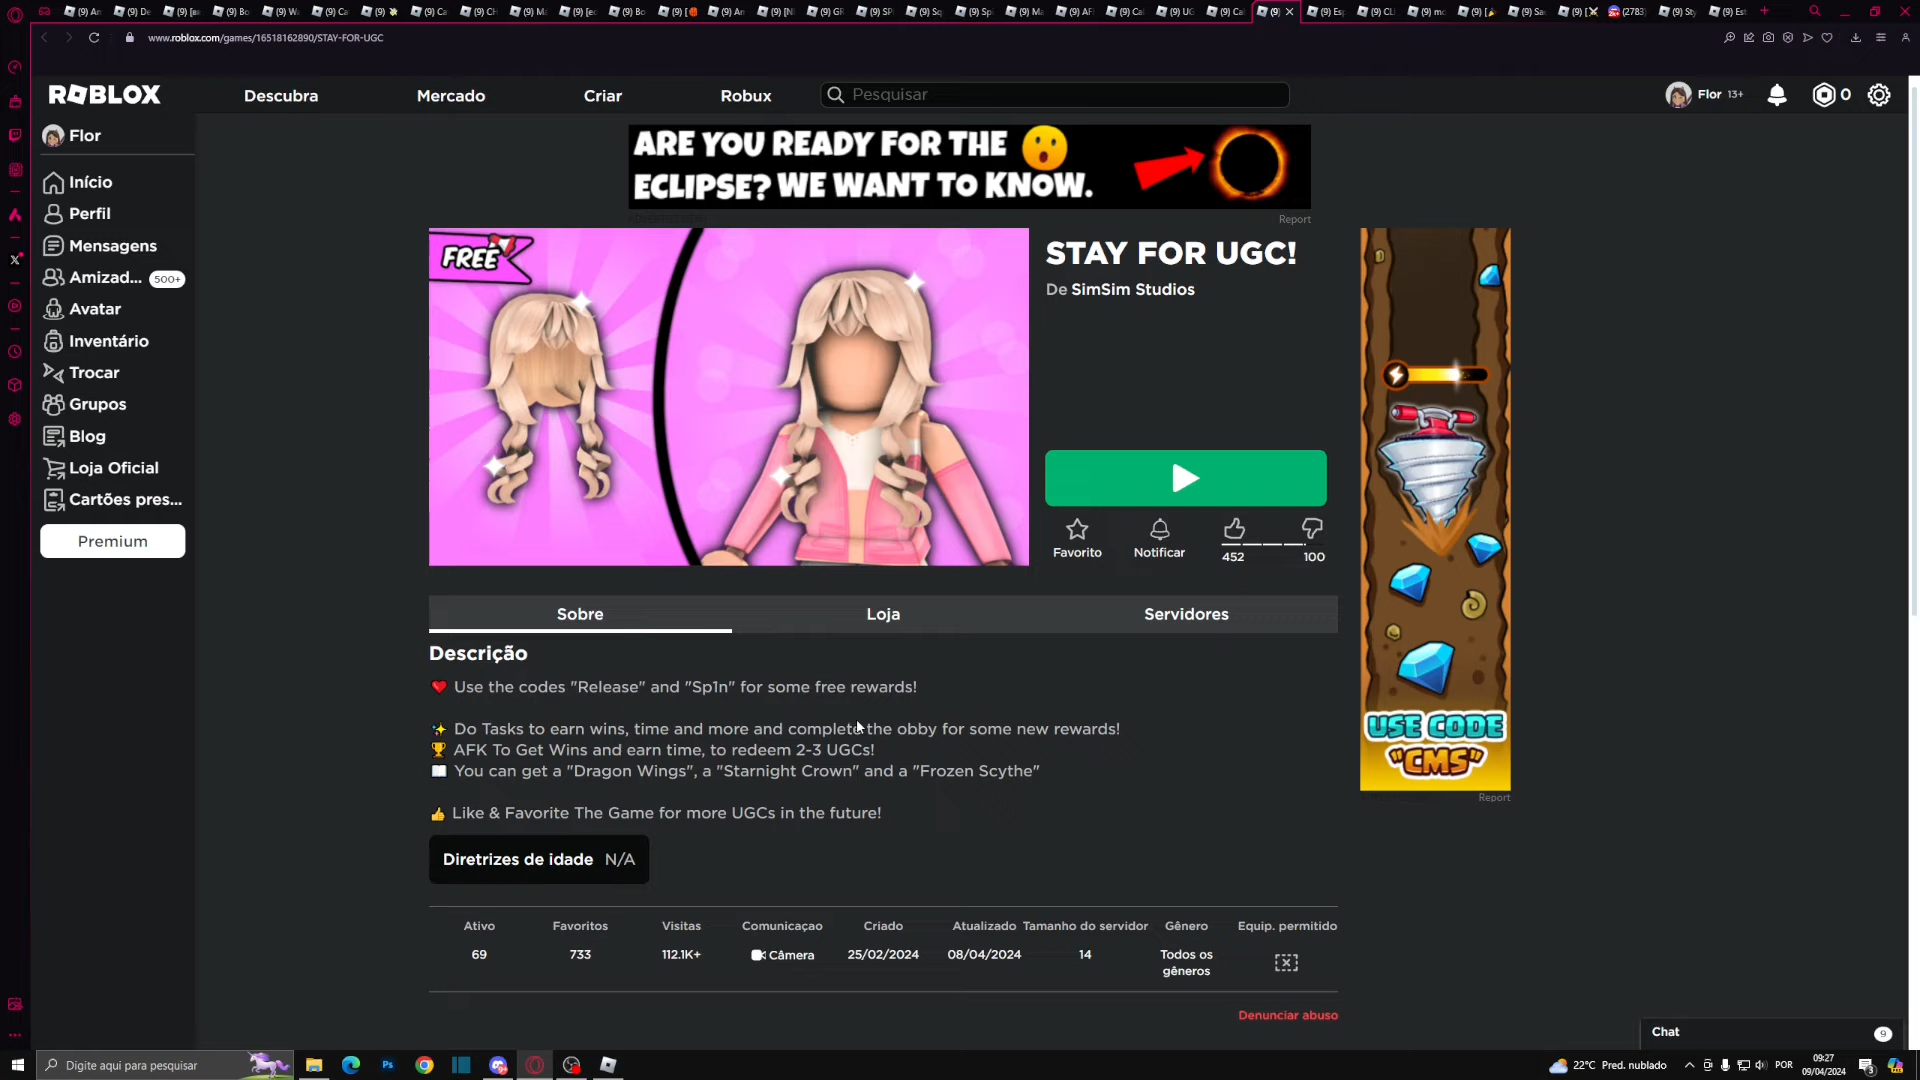 www.roblox.com/games/16518162890/STAY-FOR-UGC
ROBLOX
Descubra
Mercado
Criar
Robux
Pesquisar
Flor 13+
0
Flor
Início
Perfil
Mensagens
Amizad... 500+
Avatar
Inventário
Trocar
Grupos
Blog
Loja Oficial
Cartões pres...
Premium
ARE YOU READY FOR THE
ECLIPSE? WE WANT TO KNOW.
Report
FREE
STAY FOR UGC!
De SimSim Studios
Favorito
Notificar
452
100
USE CODE
"CMS"
Report
Sobre
Loja
Servidores
Descrição
Use the codes "Release" and "Sp1n" for some free rewards!
Do Tasks to earn wins, time and more and complete the obby for some new rewards!
AFK To Get Wins and earn time, to redeem 2-3 UGCs!
You can get a "Dragon Wings", a "Starnight Crown" and a "Frozen Scythe"
Like & Favorite The Game for more UGCs in the future!
Diretrizes de idade N/A
Ativo Favoritos Visitas Comunicaçao Criado Atualizado Tamanho do servidor Gênero Equip. permitido
69 733 112.1K+ Câmera 25/02/2024 08/04/2024 14 Todos os
gêneros
Denunciar abuso
Chat
9
Digite aqui para pesquisar
Ps
22°C Pred. nublado
POR
09:27
09/04/2024
3